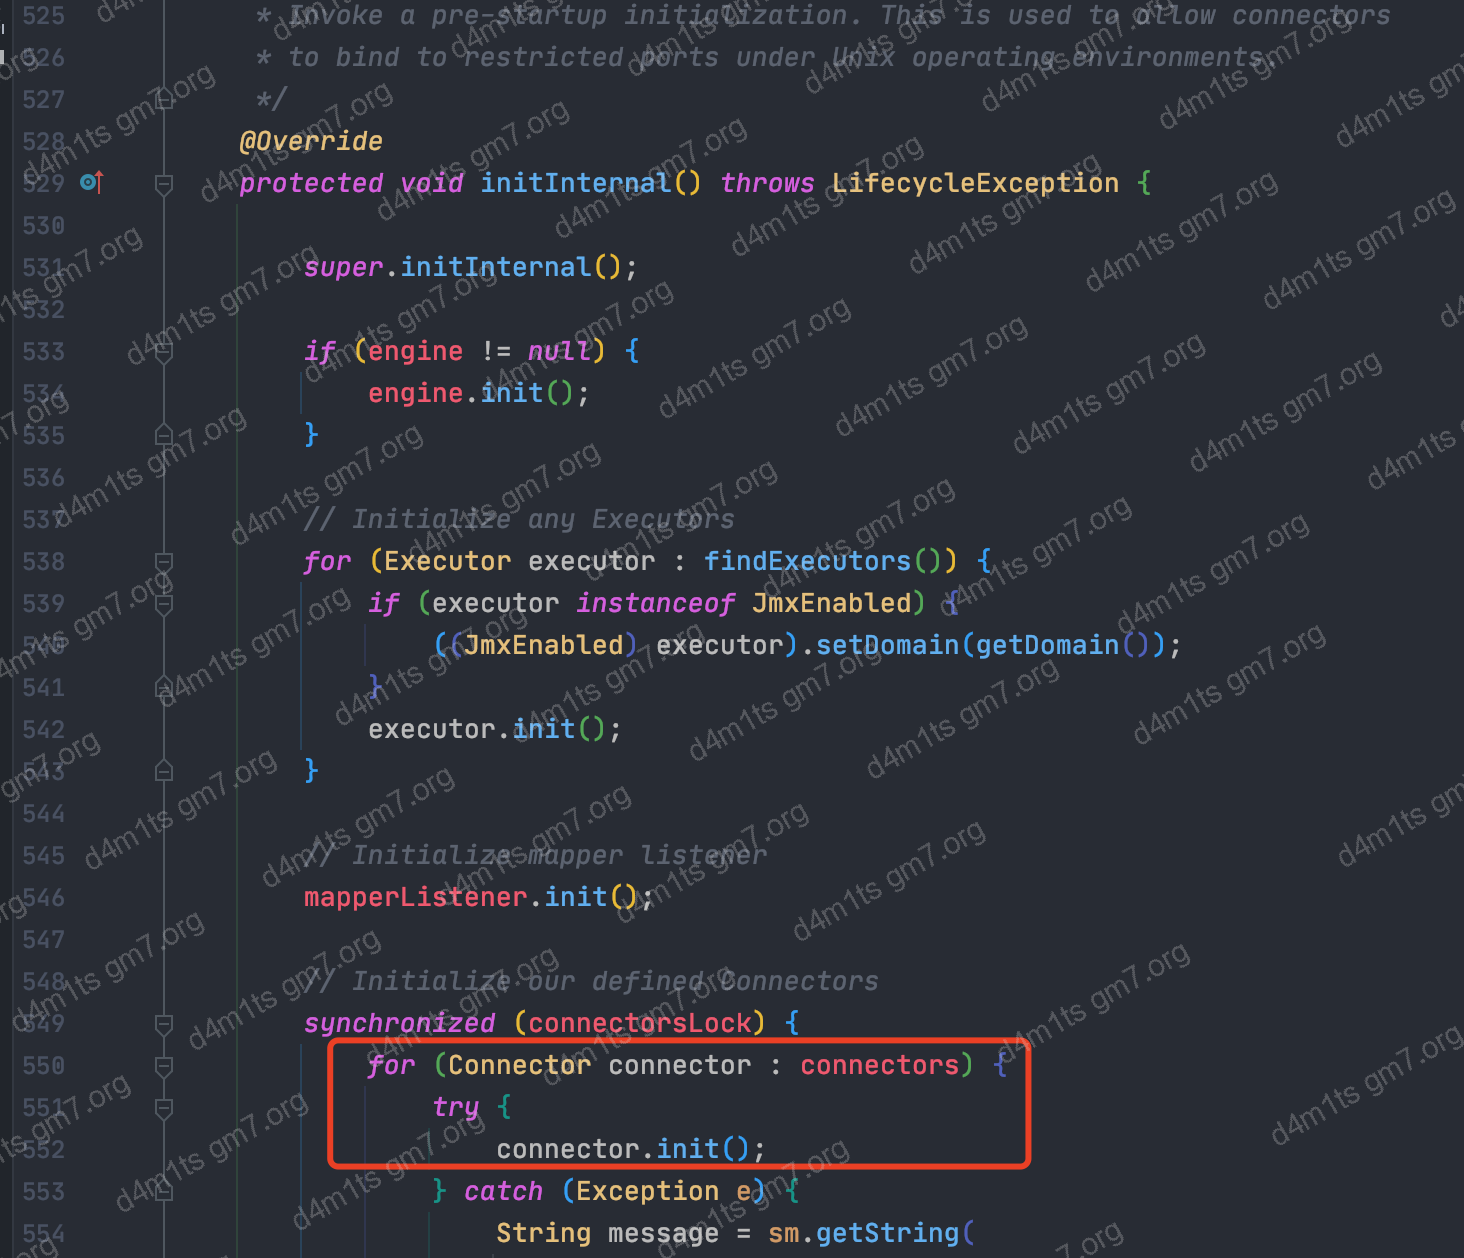 525 * Invoke a pre-startup initialization. This is used to allow connectors
526 * to bind to restricted ports under Unix operating environments.
527 */
528 @Override
529 protected void initInternal() throws LifecycleException {
530
531 super.initInternal();
532
533 if (engine != null) {
534 engine.init();
535 }
536
537 // Initialize any Executors
538 for (Executor executor : findExecutors()) {
539 if (executor instanceof JmxEnabled) {
540 ((JmxEnabled) executor).setDomain(getDomain());
541 }
542 executor.init();
543 }
544
545 // Initialize mapper listener
546 mapperListener.init();
547
548 // Initialize our defined Connectors
549 synchronized (connectorsLock) {
550 for (Connector connector : connectors) {
551 try {
552 connector.init();
553 } catch (Exception e) {
554 String message = sm.getString(
d4m1ts gm7.org